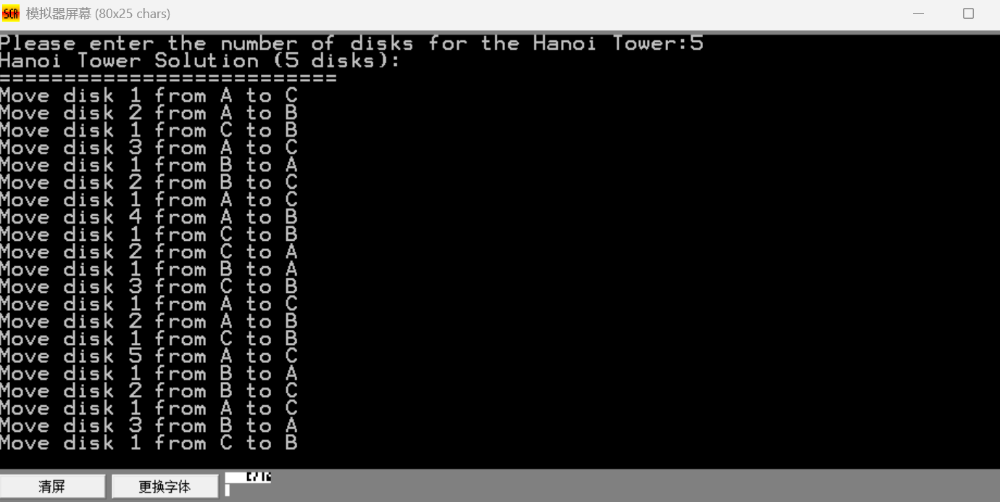 SCR 模拟器屏幕 (80x25 chars)
Please enter the number of disks for the Hanoi Tower:5
Hanoi Tower Solution (5 disks):
==========================
Move disk 1 from A to C
Move disk 2 from A to B
Move disk 1 from C to B
Move disk 3 from A to C
Move disk 1 from B to A
Move disk 2 from B to C
Move disk 1 from A to C
Move disk 4 from A to B
Move disk 1 from C to B
Move disk 2 from C to A
Move disk 1 from B to A
Move disk 3 from C to B
Move disk 1 from A to C
Move disk 2 from A to B
Move disk 1 from C to B
Move disk 5 from A to C
Move disk 1 from B to A
Move disk 2 from B to C
Move disk 1 from A to C
Move disk 3 from B to A
Move disk 1 from C to B
清屏 更换字体